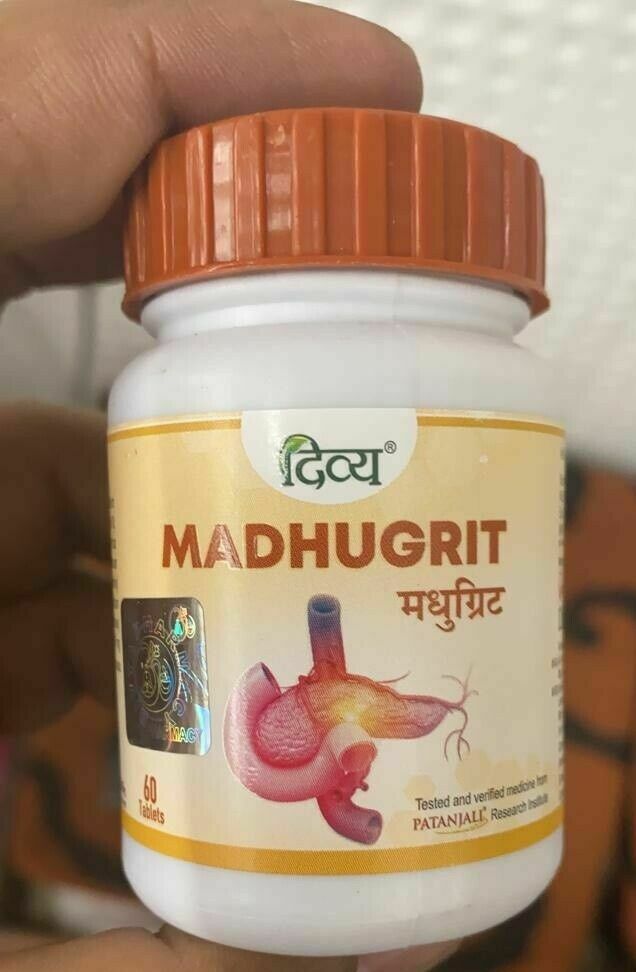 दिव्य®
MADHUGRIT
मधुग्रिट
60
Tablets
Tested and verified medicine from
PATANJALI® Research Institute